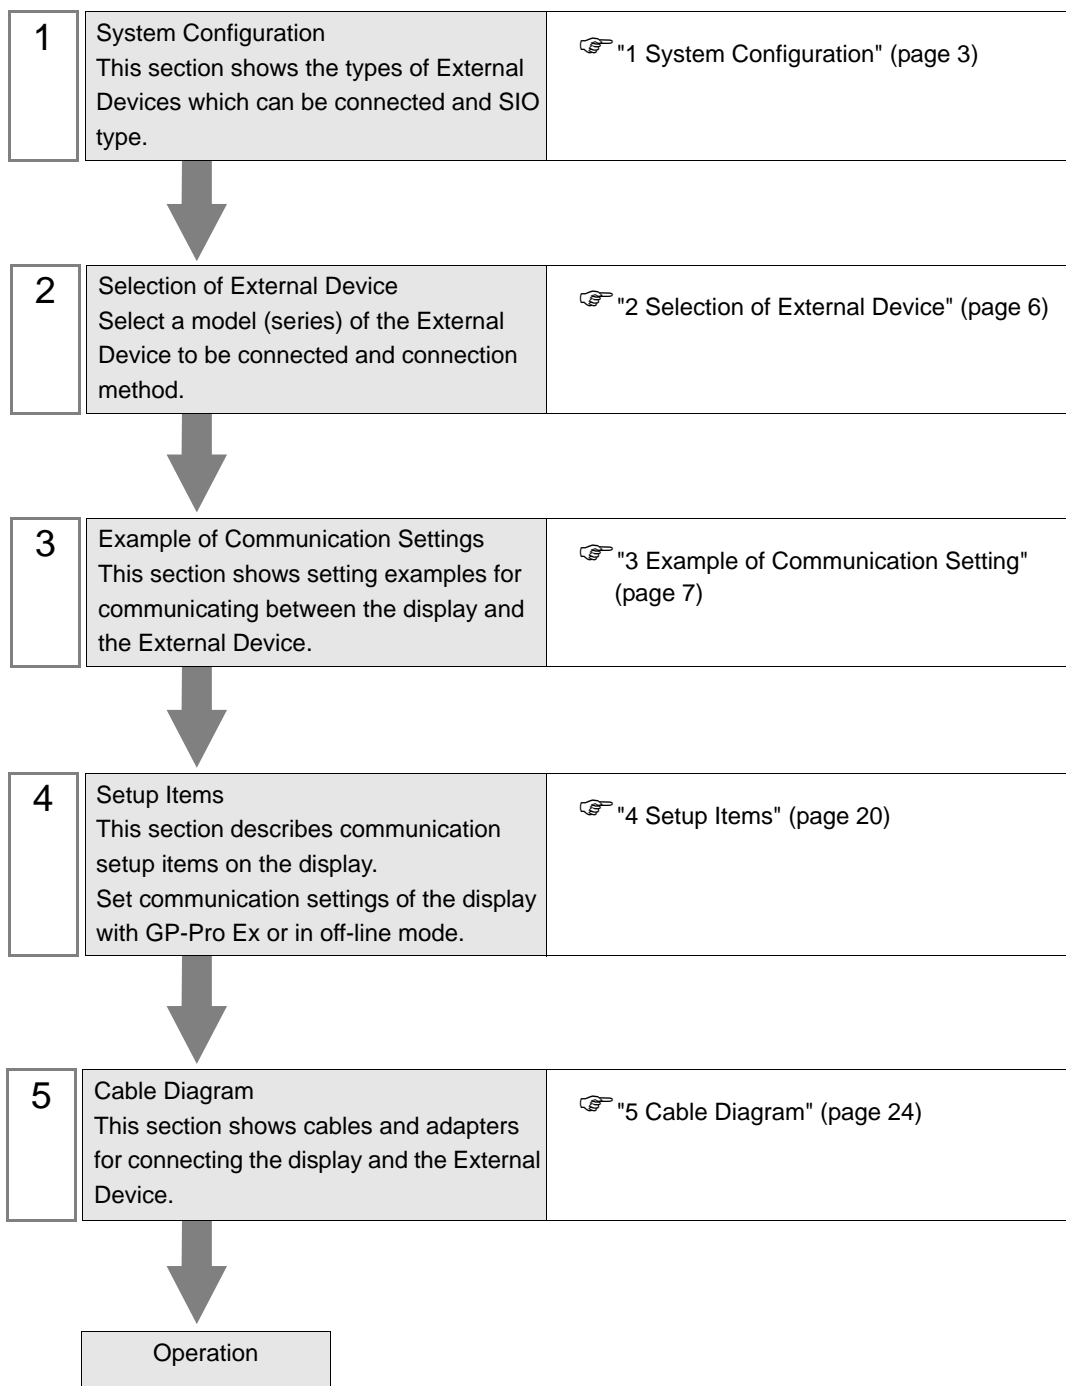 1
System Configuration
This section shows the types of External
Devices which can be connected and SIO
type.
"1 System Configuration" (page 3)
2
Selection of External Device
Select a model (series) of the External
Device to be connected and connection
method.
"2 Selection of External Device" (page 6)
3
Example of Communication Settings
This section shows setting examples for
communicating between the display and
the External Device.
"3 Example of Communication Setting"
(page 7)
4
Setup Items
This section describes communication
setup items on the display.
Set communication settings of the display
with GP-Pro Ex or in off-line mode.
"4 Setup Items" (page 20)
5
Cable Diagram
This section shows cables and adapters
for connecting the display and the External
Device.
"5 Cable Diagram" (page 24)
Operation